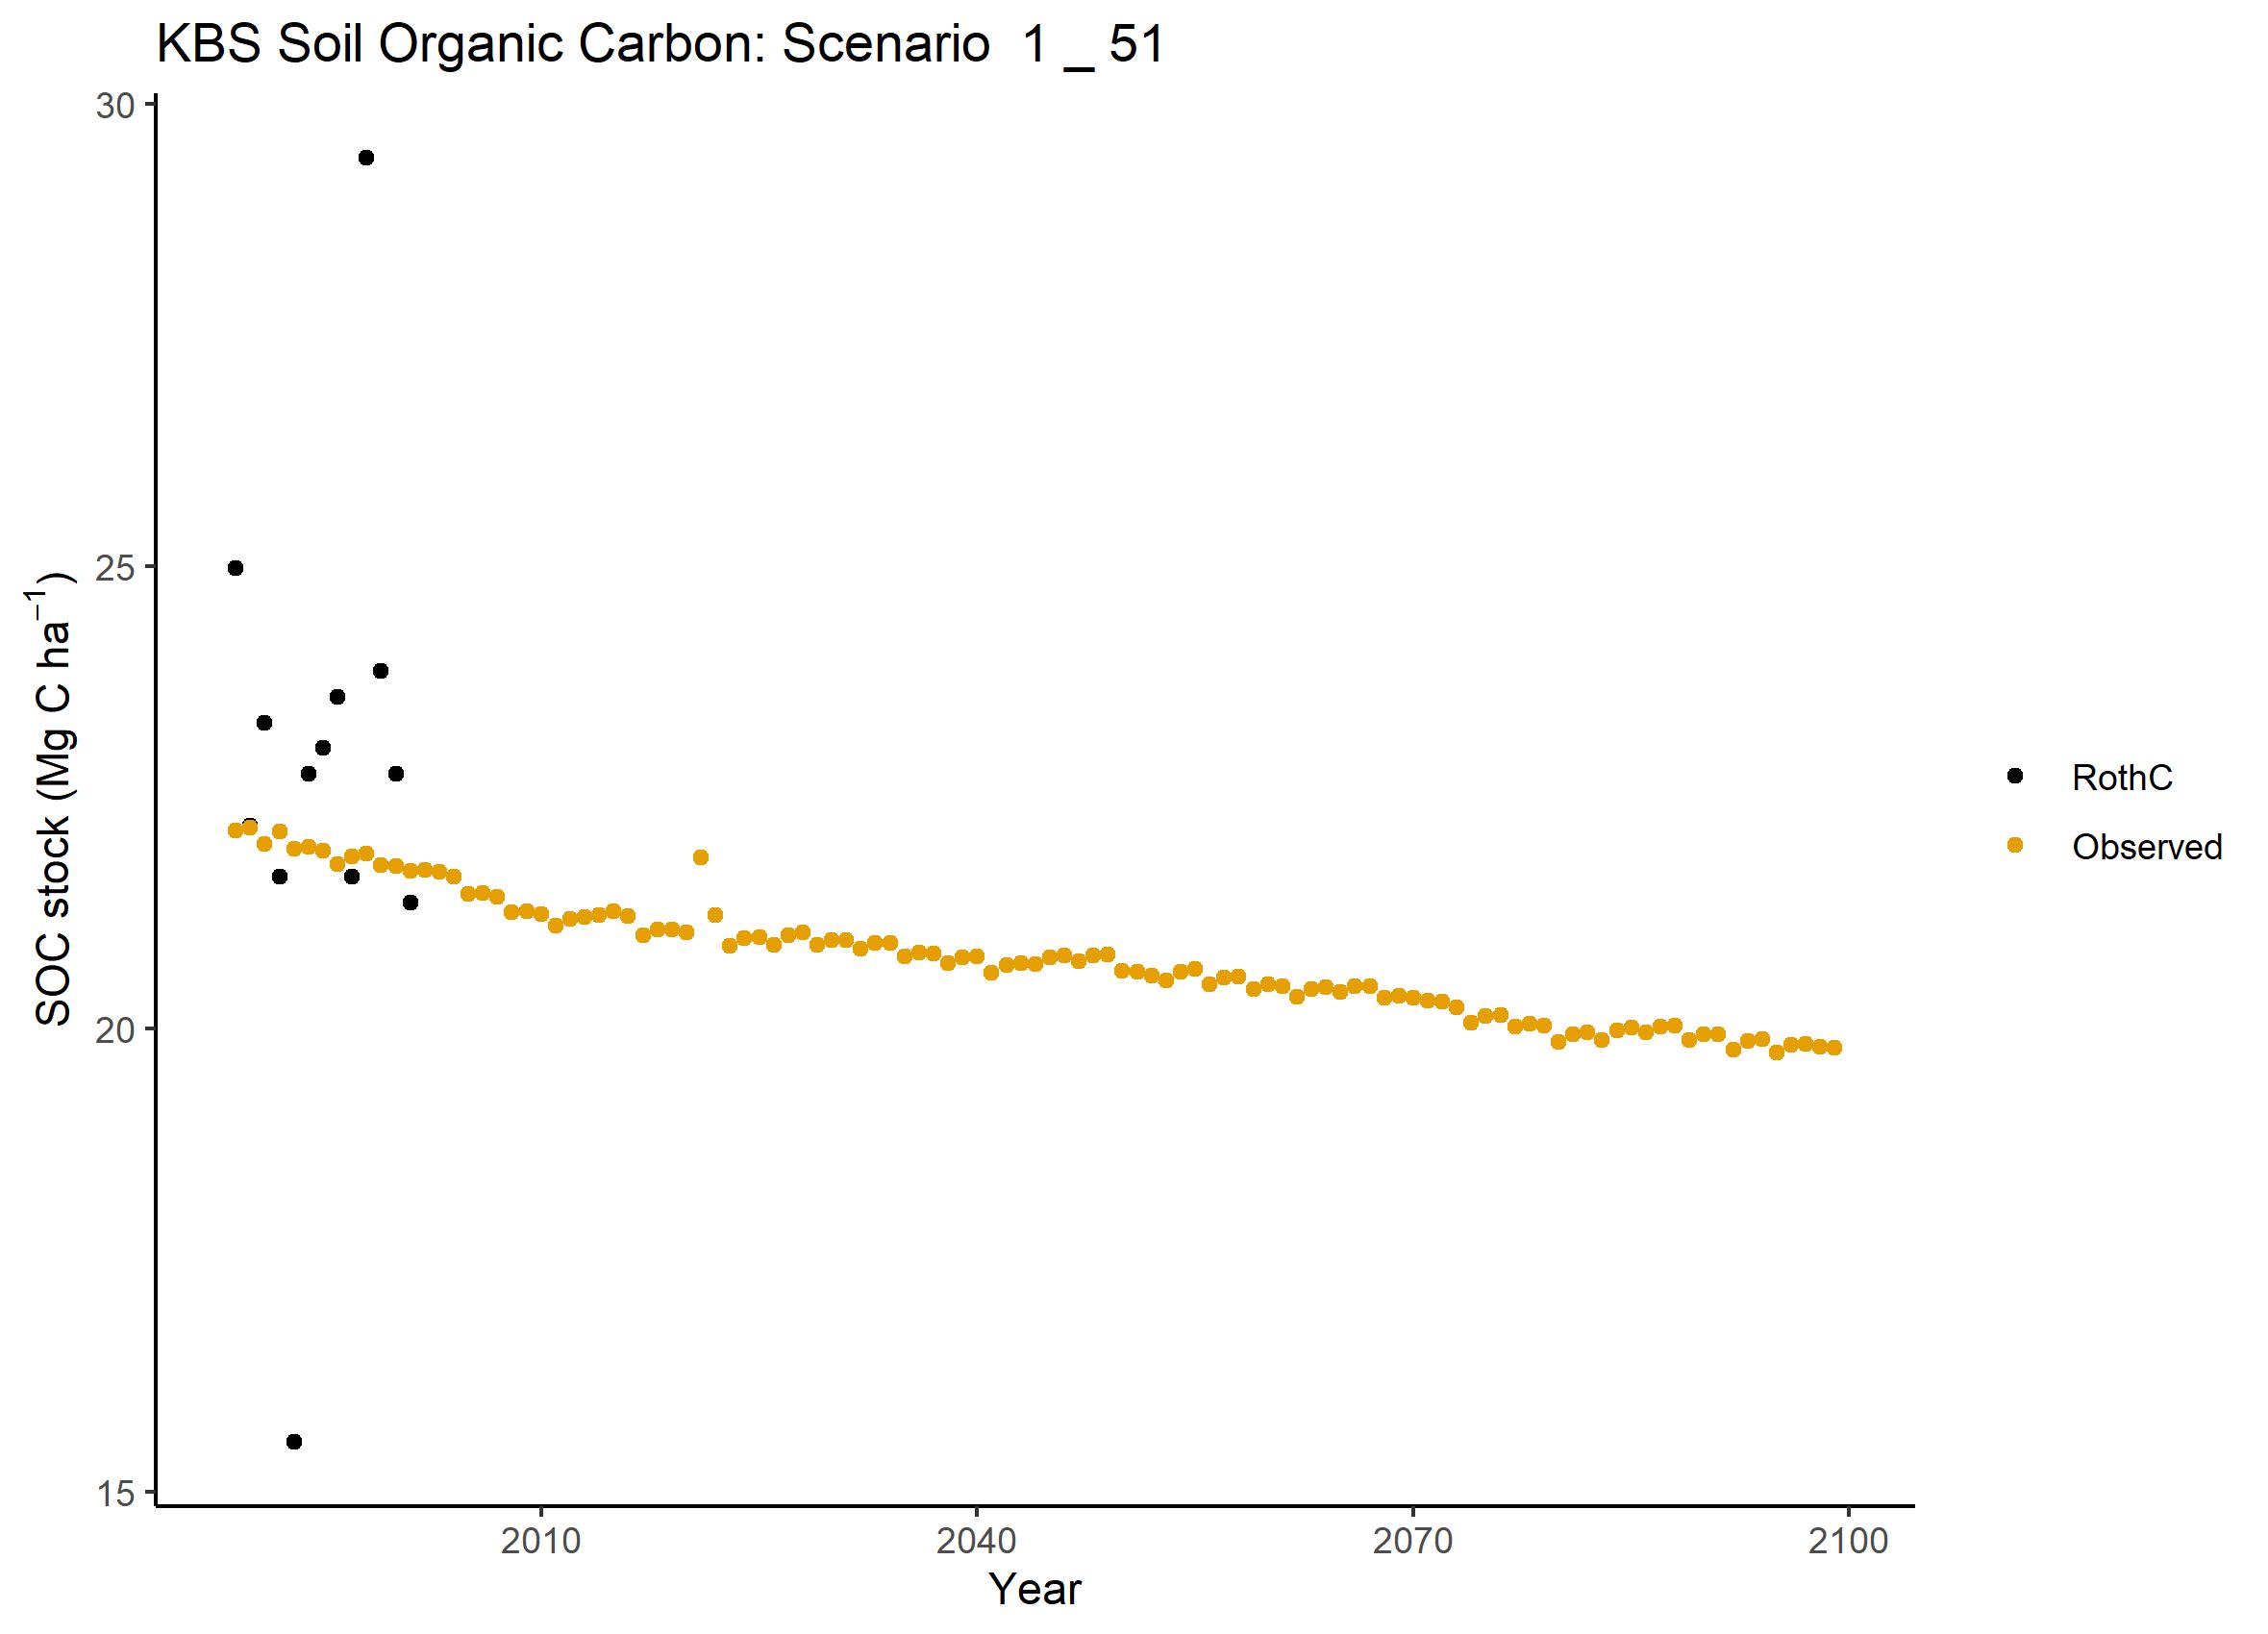 KBS Soil Organic Carbon: Scenario  1 _ 51
30
25
20
15
SOC stock (Mg C ha⁻¹)
RothC
Observed
2010 2040 2070 2100
Year